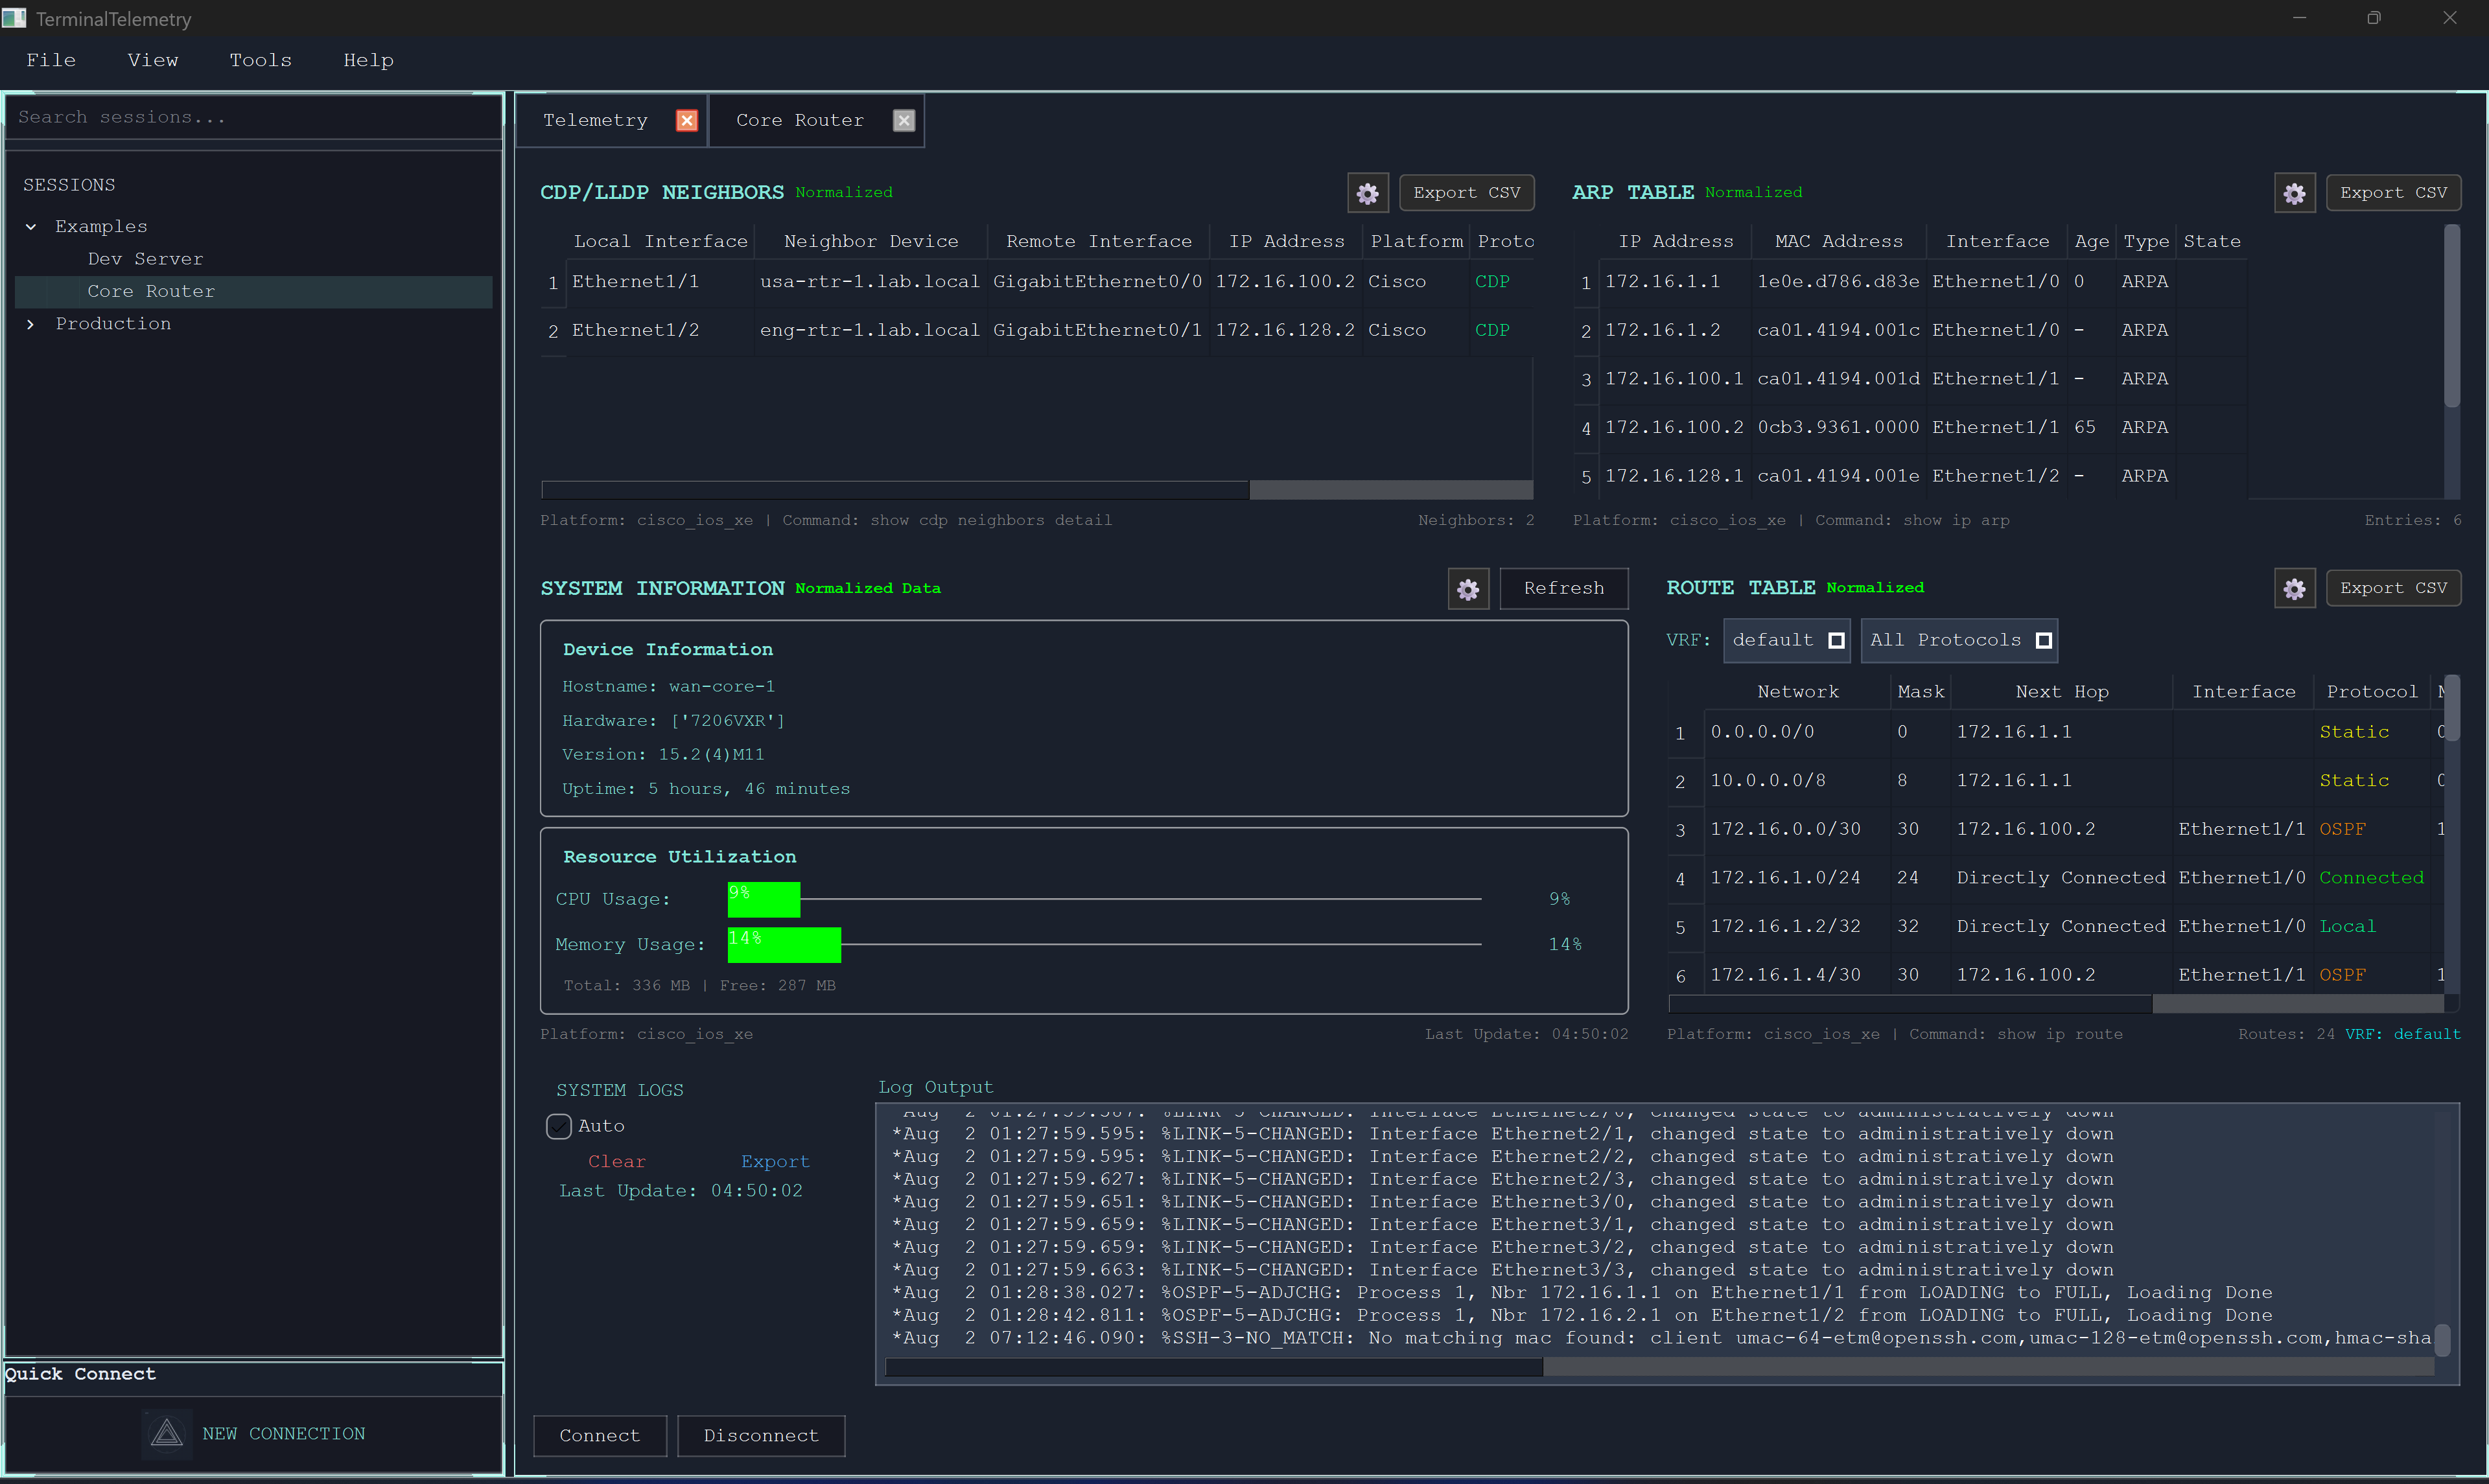 TerminalTelemetry
File View Tools Help
Search sessions...
SESSIONS
Examples
Dev Server
Core Router
Production
Quick Connect
NEW CONNECTION
Telemetry Core Router
CDP/LLDP NEIGHBORS Normalized Export CSV
Local Interface Neighbor Device Remote Interface IP Address Platform Proto
1 Ethernet1/1 usa-rtr-1.lab.local GigabitEthernet0/0 172.16.100.2 Cisco CDP
2 Ethernet1/2 eng-rtr-1.lab.local GigabitEthernet0/1 172.16.128.2 Cisco CDP
Platform: cisco_ios_xe | Command: show cdp neighbors detail Neighbors: 2
ARP TABLE Normalized Export CSV
IP Address MAC Address Interface Age Type State
1 172.16.1.1 1e0e.d786.d83e Ethernet1/0 0 ARPA
2 172.16.1.2 ca01.4194.001c Ethernet1/0 - ARPA
3 172.16.100.1 ca01.4194.001d Ethernet1/1 - ARPA
4 172.16.100.2 0cb3.9361.0000 Ethernet1/1 65 ARPA
5 172.16.128.1 ca01.4194.001e Ethernet1/2 - ARPA
Platform: cisco_ios_xe | Command: show ip arp Entries: 6
SYSTEM INFORMATION Normalized Data Refresh
Device Information
Hostname: wan-core-1
Hardware: ['7206VXR']
Version: 15.2(4)M11
Uptime: 5 hours, 46 minutes
Resource Utilization
CPU Usage: 9% 9%
Memory Usage: 14% 14%
Total: 336 MB | Free: 287 MB
Platform: cisco_ios_xe Last Update: 04:50:02
ROUTE TABLE Normalized Export CSV
VRF: default All Protocols
Network Mask Next Hop Interface Protocol
1 0.0.0.0/0 0 172.16.1.1 Static
2 10.0.0.0/8 8 172.16.1.1 Static
3 172.16.0.0/30 30 172.16.100.2 Ethernet1/1 OSPF 1
4 172.16.1.0/24 24 Directly Connected Ethernet1/0 Connected
5 172.16.1.2/32 32 Directly Connected Ethernet1/0 Local
6 172.16.1.4/30 30 172.16.100.2 Ethernet1/1 OSPF 1
Platform: cisco_ios_xe | Command: show ip route Routes: 24 VRF: default
SYSTEM LOGS
Auto
Clear Export
Last Update: 04:50:02
Log Output
*Aug 2 01:27:59.567: %LINK-5-CHANGED: Interface Ethernet2/0, changed state to administratively down
*Aug 2 01:27:59.595: %LINK-5-CHANGED: Interface Ethernet2/1, changed state to administratively down
*Aug 2 01:27:59.595: %LINK-5-CHANGED: Interface Ethernet2/2, changed state to administratively down
*Aug 2 01:27:59.627: %LINK-5-CHANGED: Interface Ethernet2/3, changed state to administratively down
*Aug 2 01:27:59.651: %LINK-5-CHANGED: Interface Ethernet3/0, changed state to administratively down
*Aug 2 01:27:59.659: %LINK-5-CHANGED: Interface Ethernet3/1, changed state to administratively down
*Aug 2 01:27:59.659: %LINK-5-CHANGED: Interface Ethernet3/2, changed state to administratively down
*Aug 2 01:27:59.663: %LINK-5-CHANGED: Interface Ethernet3/3, changed state to administratively down
*Aug 2 01:28:38.027: %OSPF-5-ADJCHG: Process 1, Nbr 172.16.1.1 on Ethernet1/1 from LOADING to FULL, Loading Done
*Aug 2 01:28:42.811: %OSPF-5-ADJCHG: Process 1, Nbr 172.16.2.1 on Ethernet1/2 from LOADING to FULL, Loading Done
*Aug 2 07:12:46.090: %SSH-3-NO_MATCH: No matching mac found: client umac-64-etm@openssh.com,umac-128-etm@openssh.com,hmac-sha
Connect Disconnect